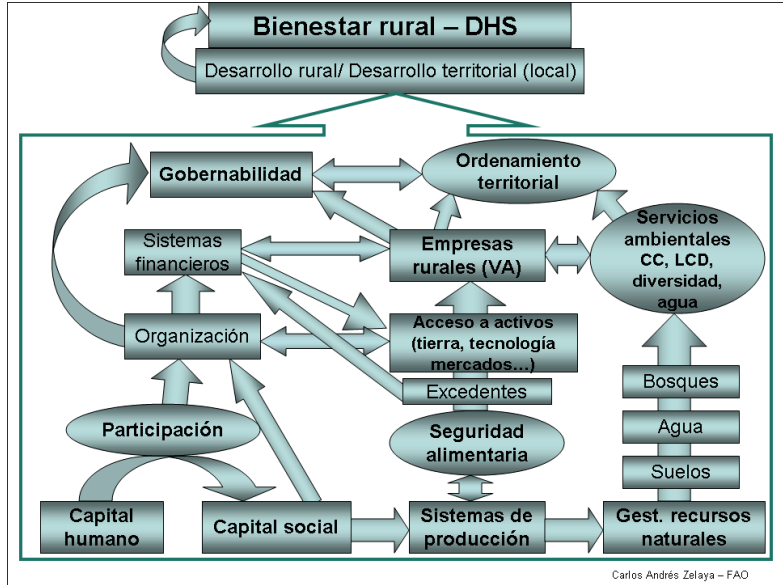 Bienestar rural – DHS
Desarrollo rural/ Desarrollo territorial (local)
Gobernabilidad
Ordenamiento
territorial
Sistemas
financieros
Empresas
rurales (VA)
Servicios
ambientales
CC, LCD,
diversidad,
agua
Organización
Acceso a activos
(tierra, tecnología
mercados...)
Excedentes
Bosques
Participación
Seguridad
alimentaria
Agua
Suelos
Capital
humano
Capital social
Sistemas de
producción
Gest. recursos
naturales
Carlos Andrés Zelaya – FAO